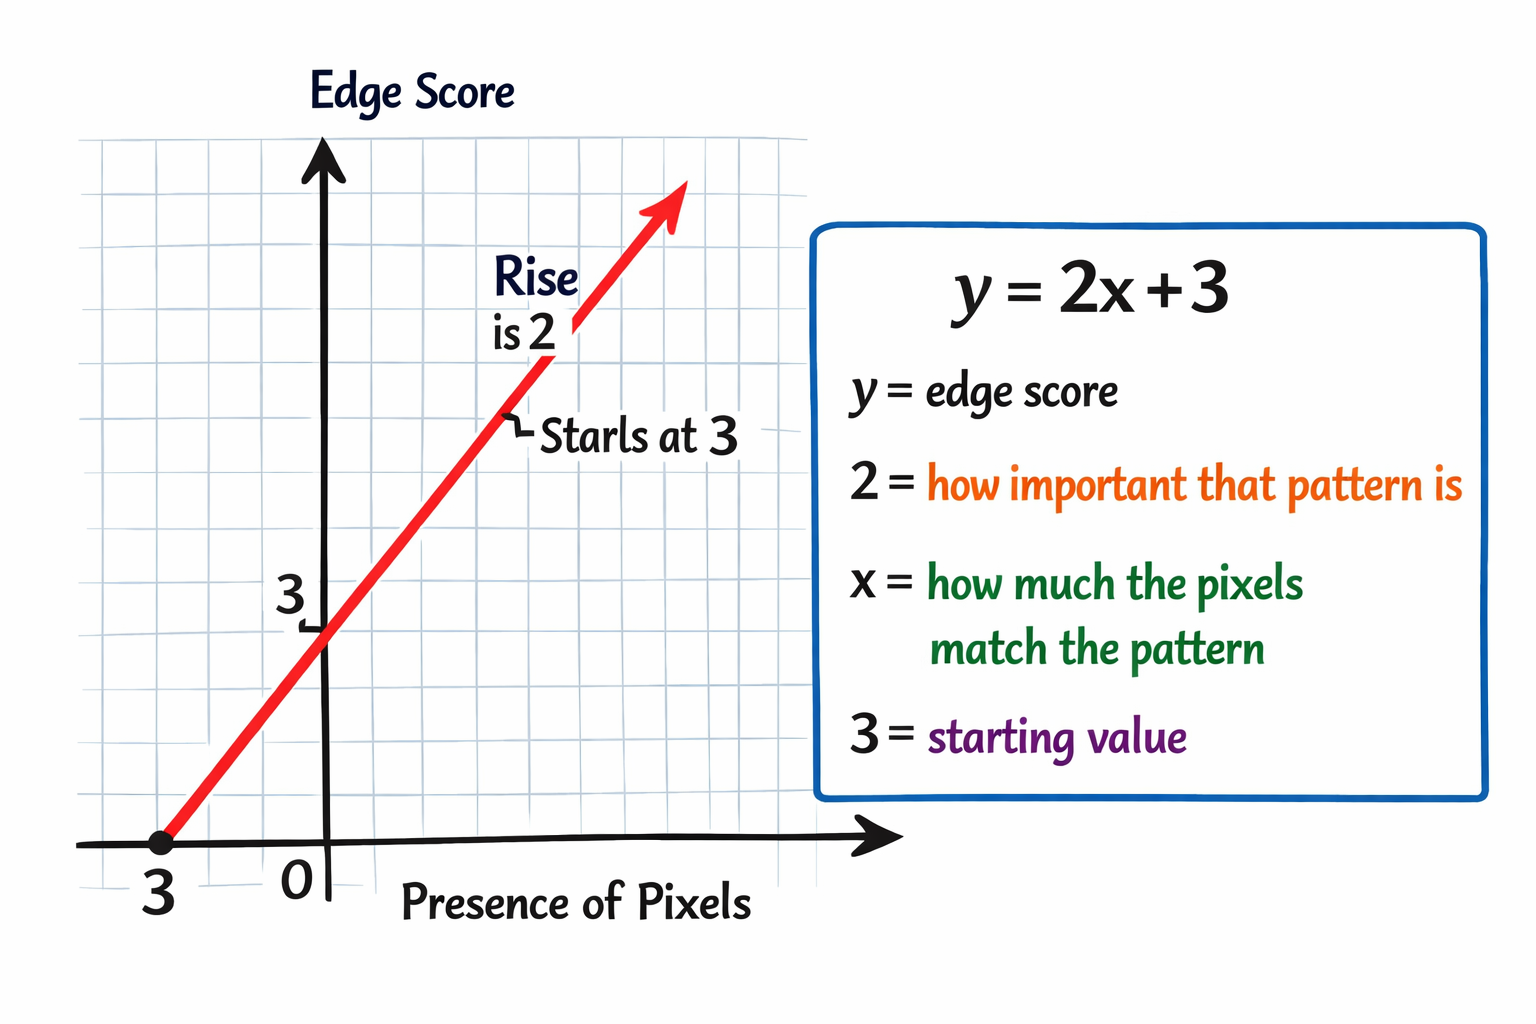 Edge Score
Rise
is 2
Starls at 3
3
3
0
Presence of Pixels
y = 2x + 3
y = edge score
2 = how important that pattern is
x = how much the pixels
match the pattern
3 = starting value